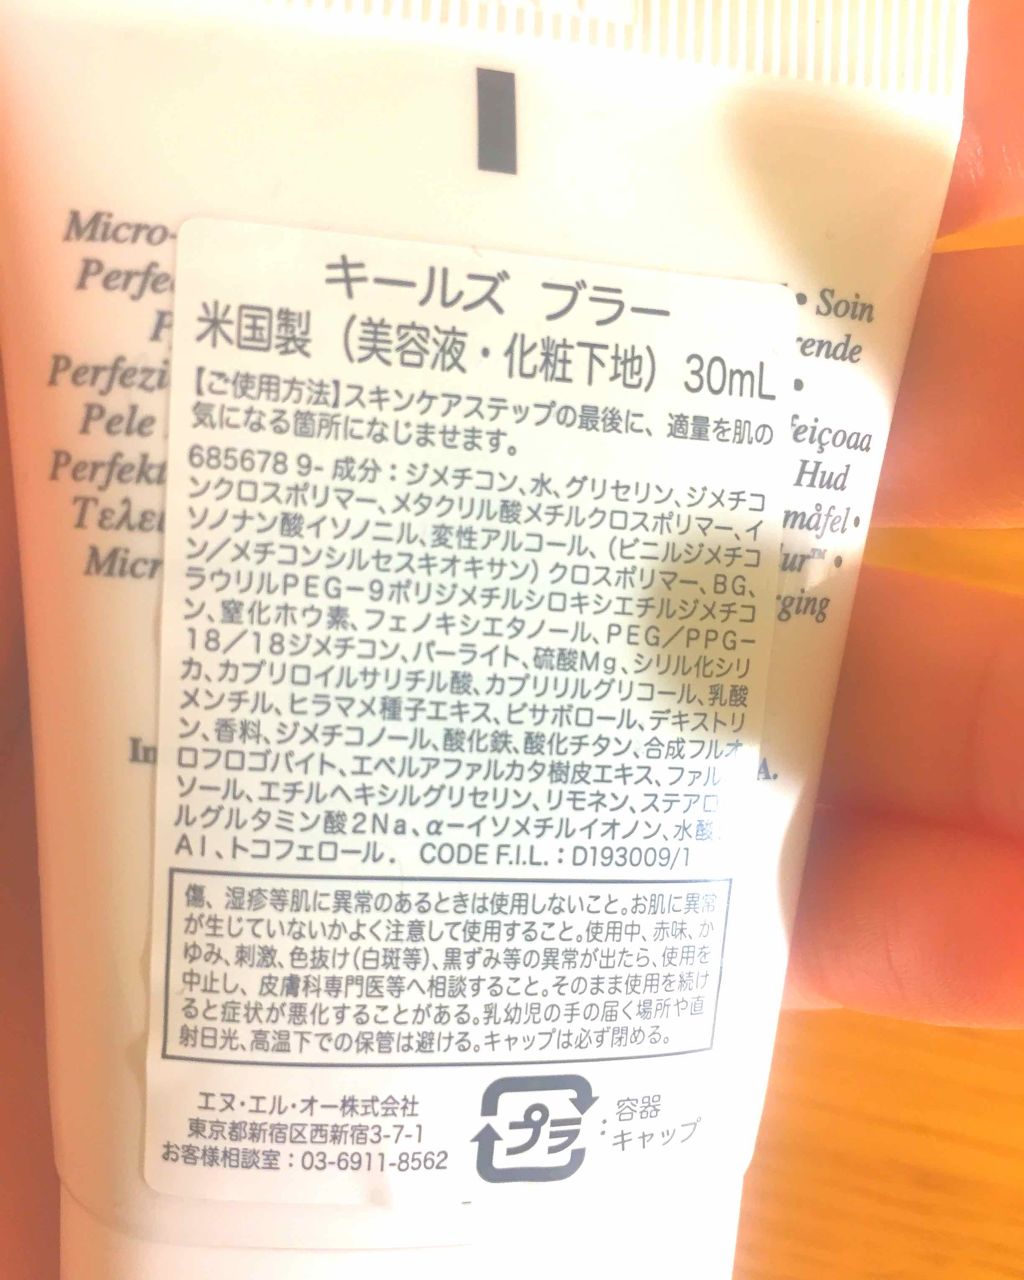 Micro-
Perfe
P
Perfezi
Pele
Perfekt
Τελει
Micr
In
• Soin
rende
•
feiçoaa
Hud
måfel•
ur™ •
ging
A.
キールズ ブラー
米国製（美容液・化粧下地）30mL
【ご使用方法】スキンケアステップの最後に、適量を肌の
気になる箇所になじませます。
685678 9- 成分：ジメチコン、水、グリセリン、ジメチコ
ンクロスポリマー、メタクリル酸メチルクロスポリマー、イ
ソノナン酸イソノニル、変性アルコール、（ビニルジメチコ
ン／メチコンシルセスキオキサン）クロスポリマー、BG、
ラウリルPEG－9ポリジメチルシロキシエチルジメチコ
ン、窒化ホウ素、フェノキシエタノール、PEG／PPG－
18／18ジメチコン、パーライト、硫酸Mg、シリル化シリ
カ、カプリロイルサリチル酸、カプリリルグリコール、乳酸
メンチル、ヒラマメ種子エキス、ビサボロール、デキストリ
ン、香料、ジメチコノール、酸化鉄、酸化チタン、合成フルオ
ロフロゴパイト、エペルアファルカタ樹皮エキス、ファルネ
ソール、エチルヘキシルグリセリン、リモネン、ステアロイ
ルグルタミン酸2Na、α－イソメチルイオノン、水酸化
Al、トコフェロール． CODE F.I.L.：D193009/1
傷、湿疹等肌に異常のあるときは使用しないこと。お肌に異常
が生じていないかよく注意して使用すること。使用中、赤味、か
ゆみ、刺激、色抜け（白斑等）、黒ずみ等の異常が出たら、使用を
中止し、皮膚科専門医等へ相談すること。そのまま使用を続け
ると症状が悪化することがある。乳幼児の手の届く場所や直
射日光、高温下での保管は避ける。キャップは必ず閉める。
エヌ・エル・オー株式会社
東京都新宿区西新宿3-7-1
お客様相談室：03-6911-8562
プラ
：容器
キャップ